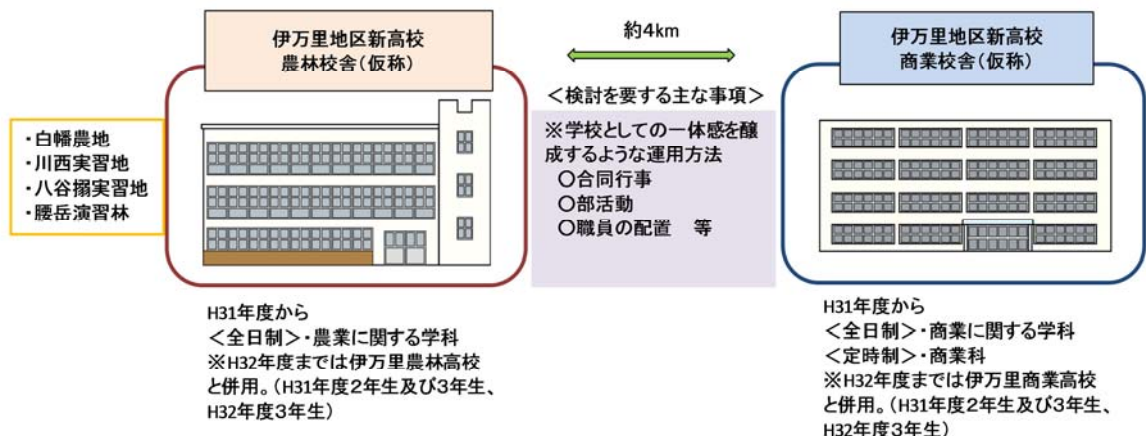 伊万里地区新高校
農林校舎（仮称）
約4km
伊万里地区新高校
商業校舎（仮称）
・白幡農地
・川西実習地
・八谷搦実習地
・腰岳演習林
＜検討を要する主な事項＞
※学校としての一体感を醸
成するような運用方法
○合同行事
○部活動
○職員の配置　等
H31年度から
＜全日制＞・農業に関する学科
※H32年度までは伊万里農林高校
と併用。（H31年度2年生及び3年生、
H32年度3年生）
H31年度から
＜全日制＞・商業に関する学科
＜定時制＞・商業科
※H32年度までは伊万里商業高校
と併用。（H31年度2年生及び3年生、
H32年度3年生）